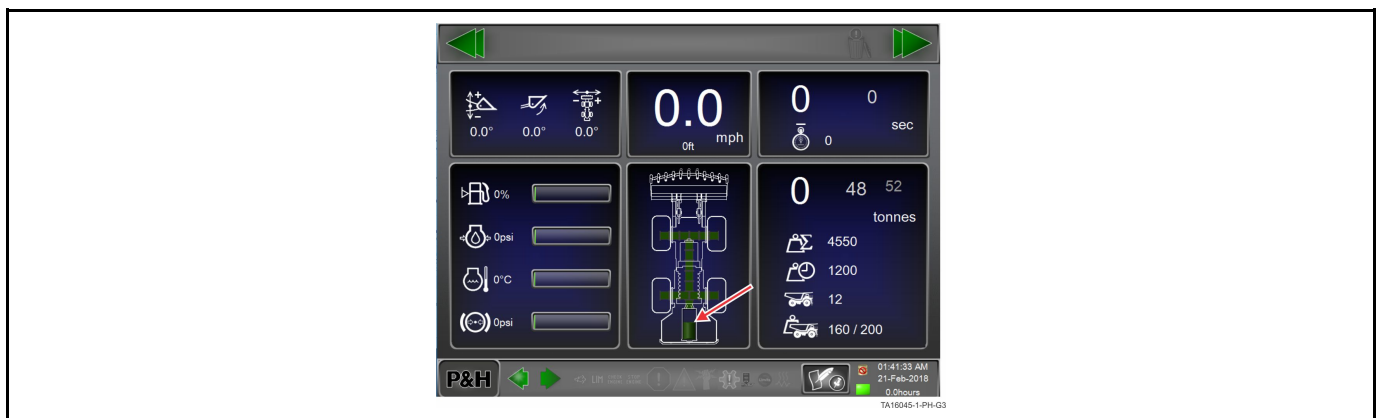 0.0° 0.0° 0.0°
0.0
mph
0ft
0 0
sec
0
0%
0psi
0°C
0psi
0 48 52
tonnes
4550
1200
12
160 / 200
P&H
LIM
01:41:33 AM
21-Feb-2018
0.0hours
TA16045-1-PH-G3